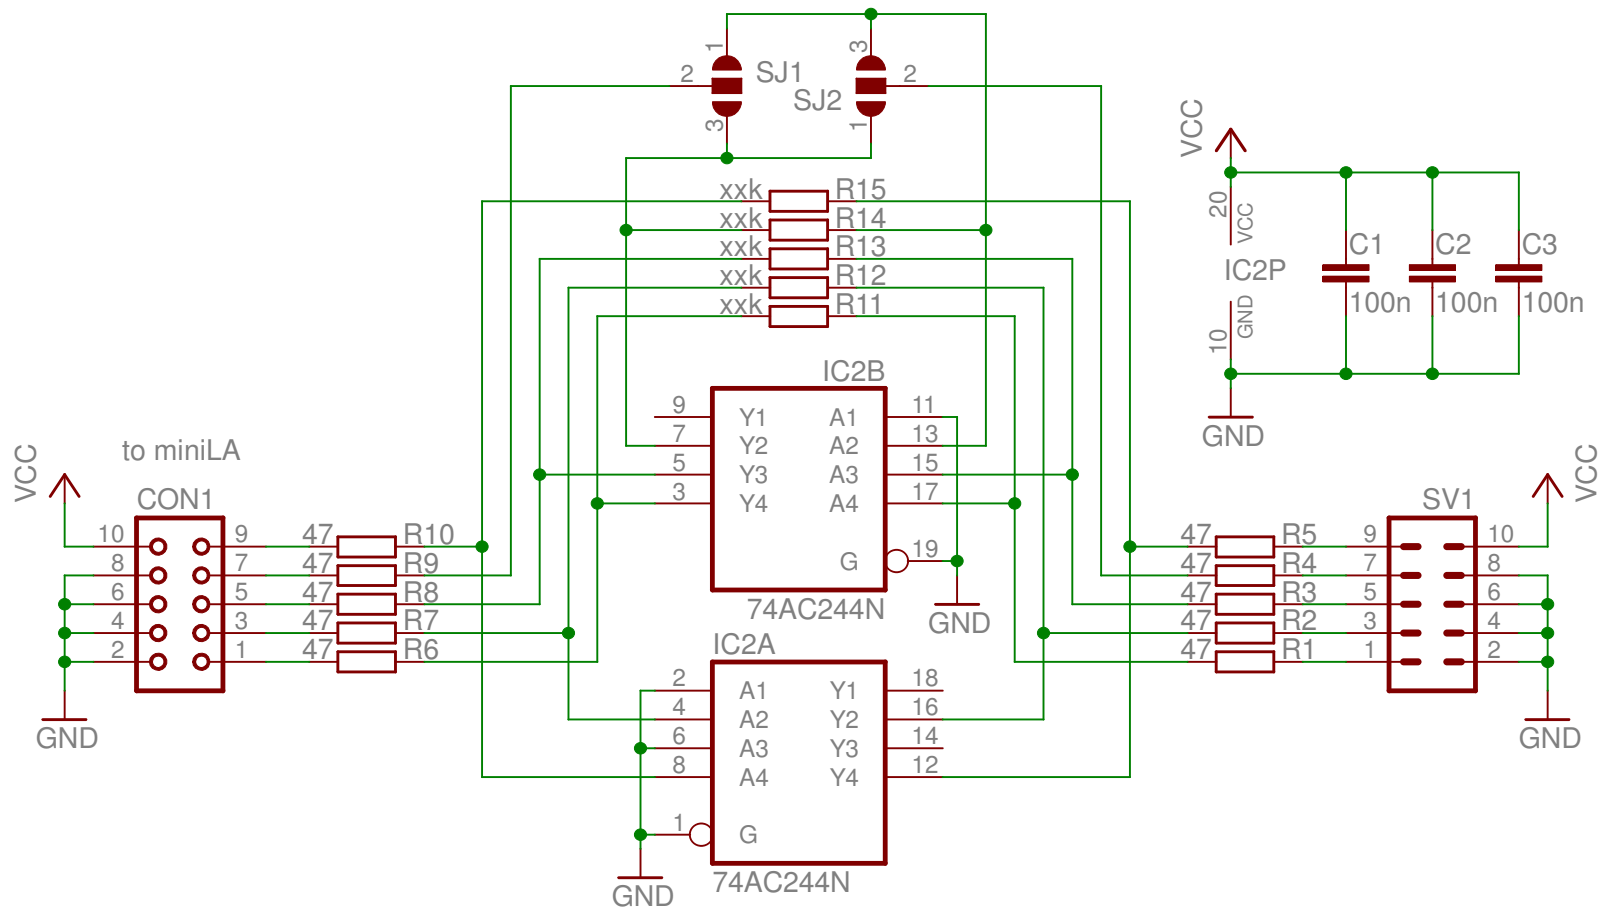 1
3
2
SJ1
SJ2
2
3
1
xxk R15
xxk R14
xxk R13
xxk R12
xxk R11
VCC
20
VCC
IC2P
10
GND
GND
C1
100n
C2
100n
C3
100n
IC2B
9 Y1 A1 11
7 Y2 A2 13
5 Y3 A3 15
3 Y4 A4 17
G 19
74AC244N
GND
to miniLA
VCC
CON1
10 9 47 R10
8 7 47 R9
6 5 47 R8
4 3 47 R7
2 1 47 R6
GND
VCC
SV1
47 R5 9 10
47 R4 7 8
47 R3 5 6
47 R2 3 4
47 R1 1 2
GND
IC2A
2 A1 Y1 18
4 A2 Y2 16
6 A3 Y3 14
8 A4 Y4 12
1 G
74AC244N
GND